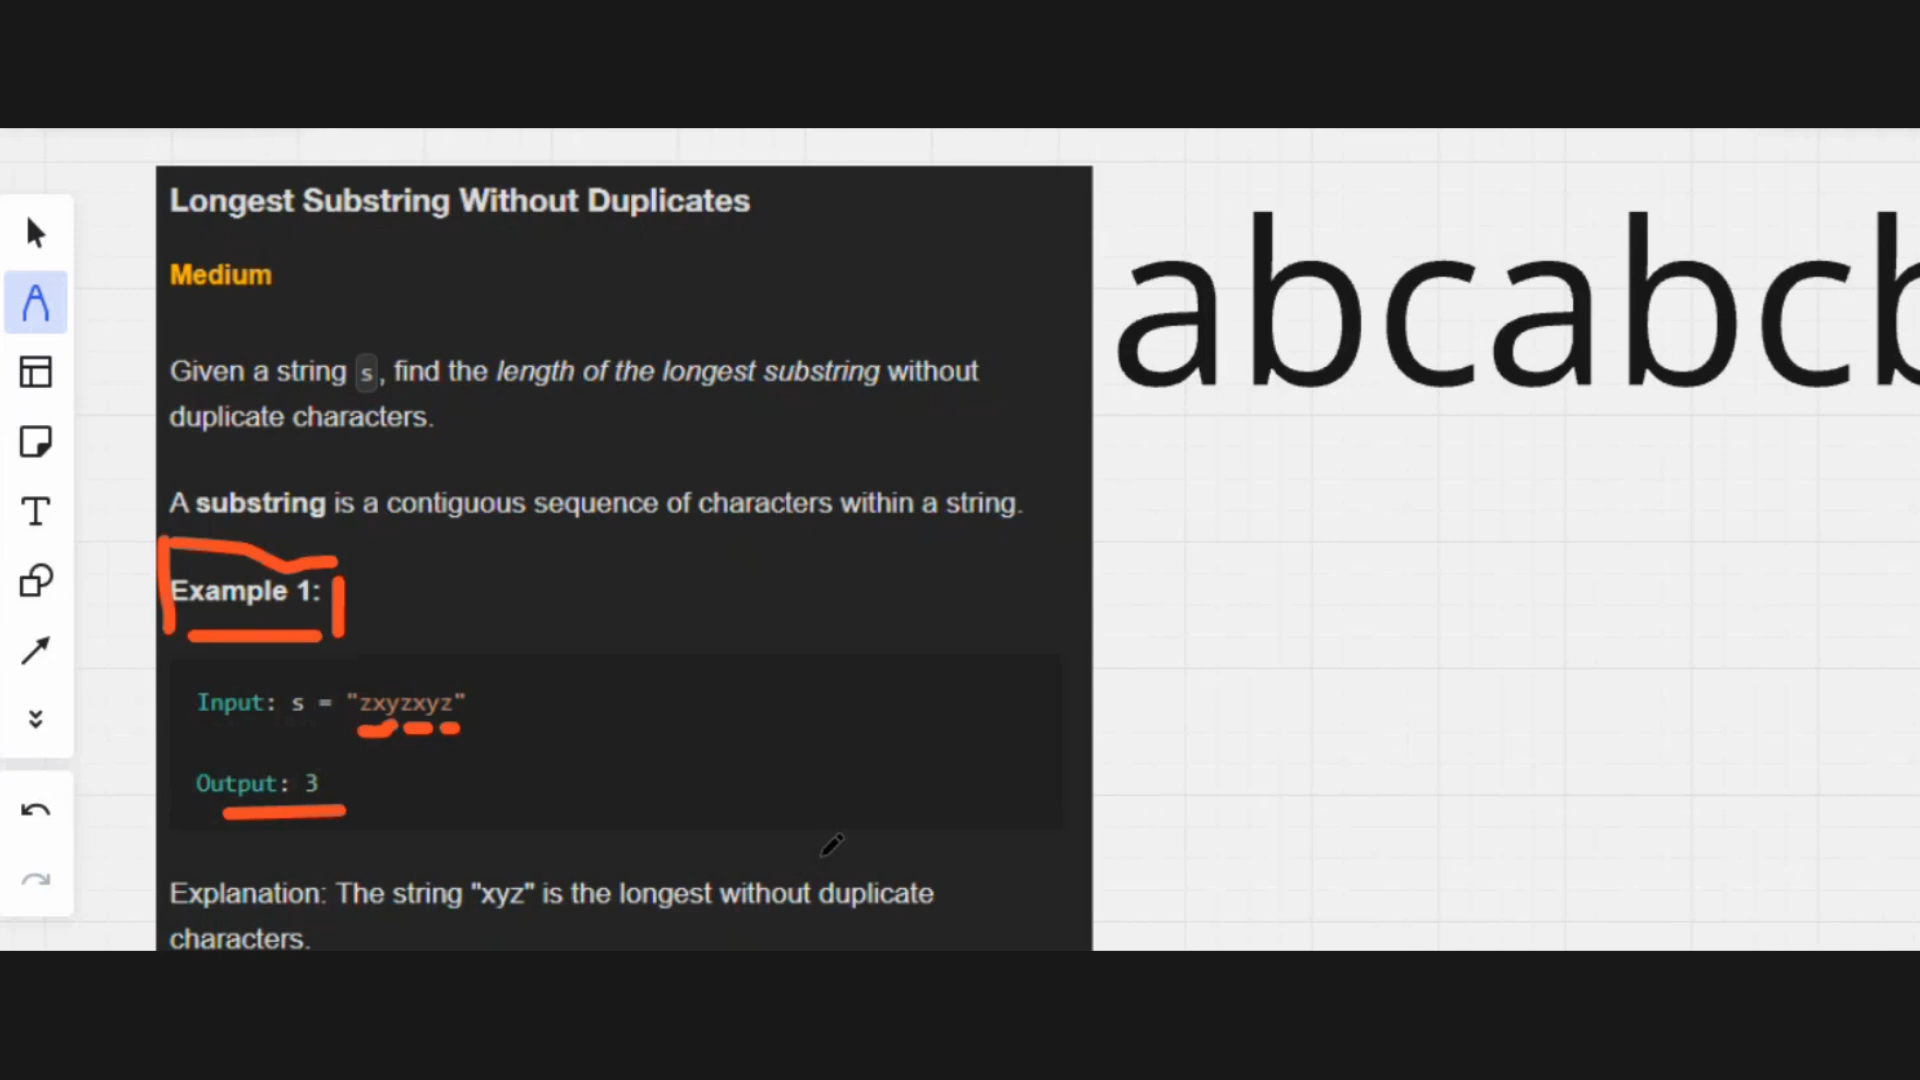 Longest Substring Without Duplicates
Medium
Given a string s, find the length of the longest substring without
duplicate characters.
A substring is a contiguous sequence of characters within a string.
Example 1:
Input: s = "zxyzxyz"
Output: 3
Explanation: The string "xyz" is the longest without duplicate
characters.
abcabcb